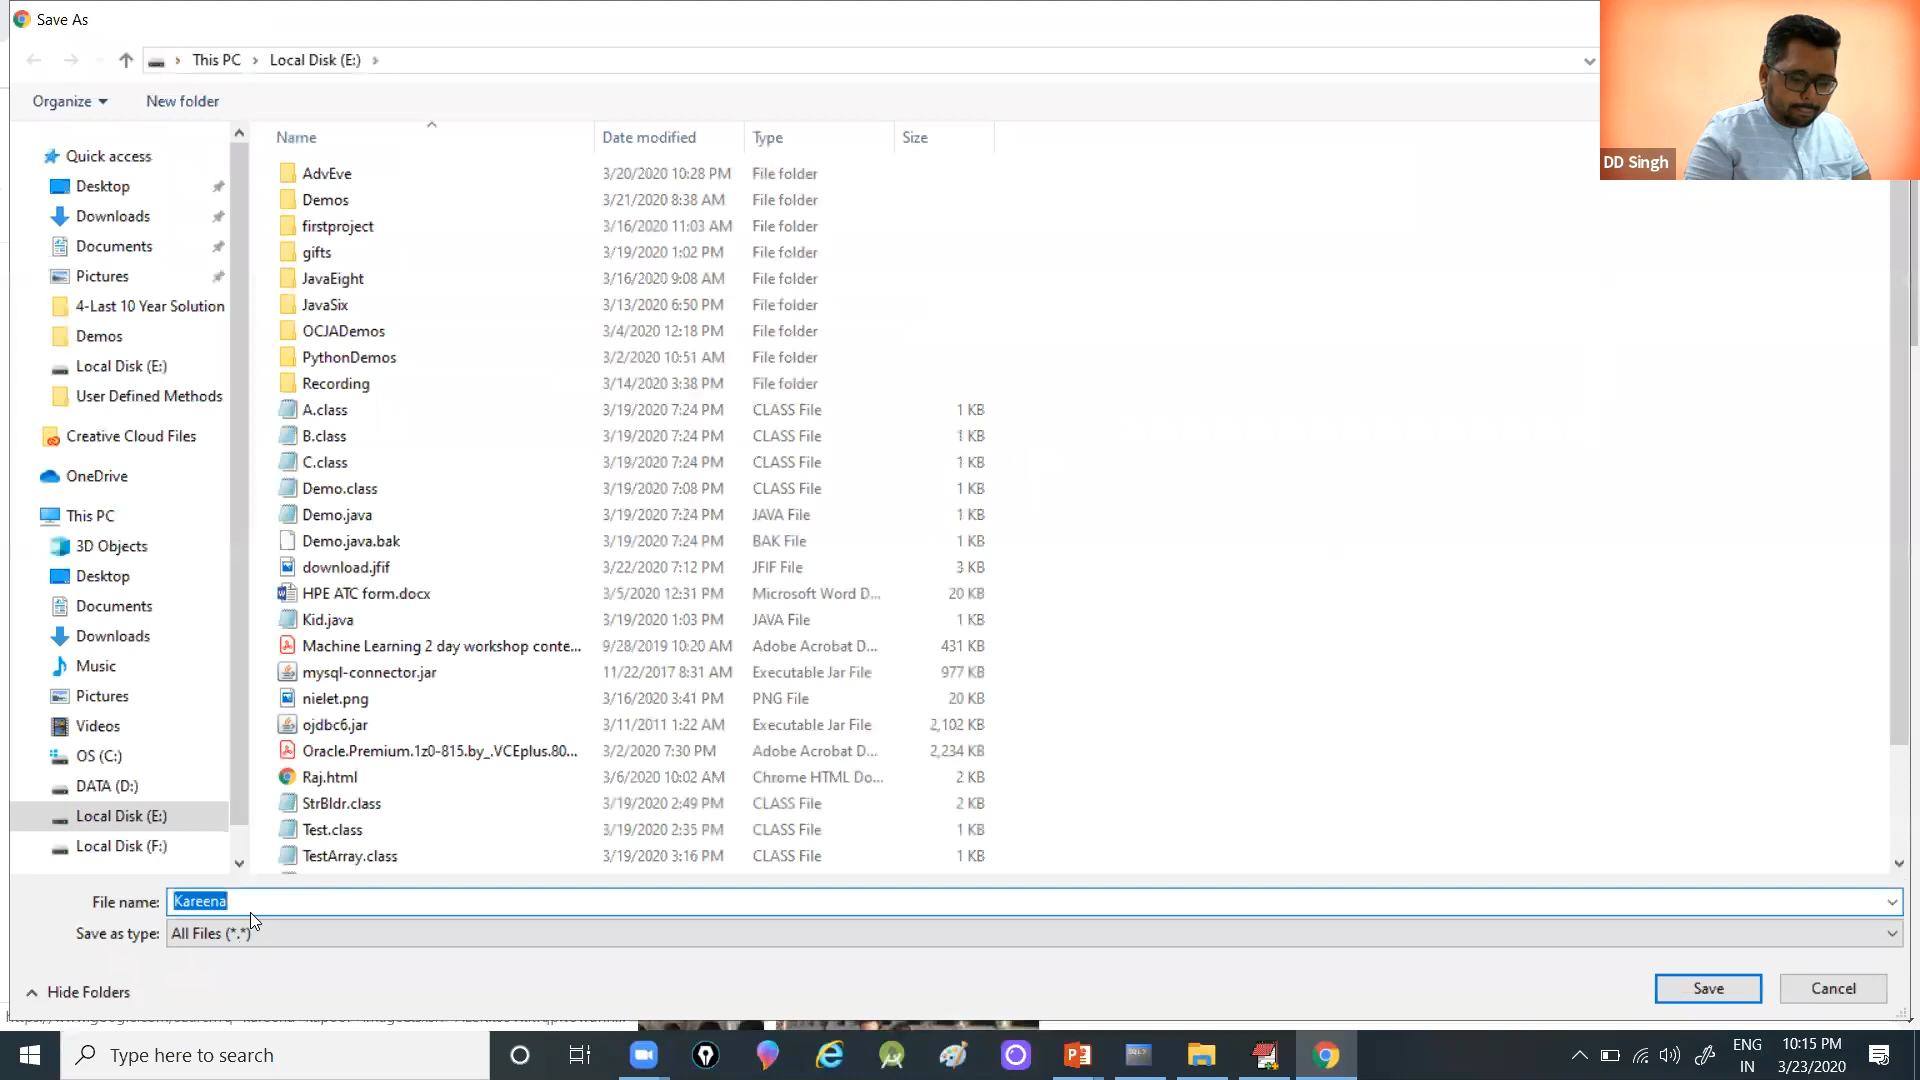 Save As
This PC > Local Disk (E:) >
Organize New folder
Name Date modified Type Size
Quick access
Desktop
Downloads
Documents
Pictures
4-Last 10 Year Solution
Demos
Local Disk (E:)
User Defined Methods
Creative Cloud Files
OneDrive
This PC
3D Objects
Desktop
Documents
Downloads
Music
Pictures
Videos
OS (C:)
DATA (D:)
Local Disk (E:)
Local Disk (F:)
AdvEve 3/20/2020 10:28 PM File folder
Demos 3/21/2020 8:38 AM File folder
firstproject 3/16/2020 11:03 AM File folder
gifts 3/19/2020 1:02 PM File folder
JavaEight 3/16/2020 9:08 AM File folder
JavaSix 3/13/2020 6:50 PM File folder
OCJADemos 3/4/2020 12:18 PM File folder
PythonDemos 3/2/2020 10:51 AM File folder
Recording 3/14/2020 3:38 PM File folder
A.class 3/19/2020 7:24 PM CLASS File 1 KB
B.class 3/19/2020 7:24 PM CLASS File 1 KB
C.class 3/19/2020 7:24 PM CLASS File 1 KB
Demo.class 3/19/2020 7:08 PM CLASS File 1 KB
Demo.java 3/19/2020 7:24 PM JAVA File 1 KB
Demo.java.bak 3/19/2020 7:24 PM BAK File 1 KB
download.jfif 3/22/2020 7:12 PM JFIF File 3 KB
HPE ATC form.docx 3/5/2020 12:31 PM Microsoft Word D... 20 KB
Kid.java 3/19/2020 1:03 PM JAVA File 1 KB
Machine Learning 2 day workshop conte... 9/28/2019 10:20 AM Adobe Acrobat D... 431 KB
mysql-connector.jar 11/22/2017 8:31 AM Executable Jar File 977 KB
nielet.png 3/16/2020 3:41 PM PNG File 20 KB
ojdbc6.jar 3/11/2011 1:22 AM Executable Jar File 2,102 KB
Oracle.Premium.1z0-815.by_.VCEplus.80... 3/2/2020 7:30 PM Adobe Acrobat D... 2,234 KB
Raj.html 3/6/2020 10:02 AM Chrome HTML Do... 2 KB
StrBldr.class 3/19/2020 2:49 PM CLASS File 2 KB
Test.class 3/19/2020 2:35 PM CLASS File 1 KB
TestArray.class 3/19/2020 3:16 PM CLASS File 1 KB
DD Singh
File name: Kareena
Save as type: All Files (*.*)
Hide Folders
Save Cancel
Type here to search
ENG
IN
10:15 PM
3/23/2020